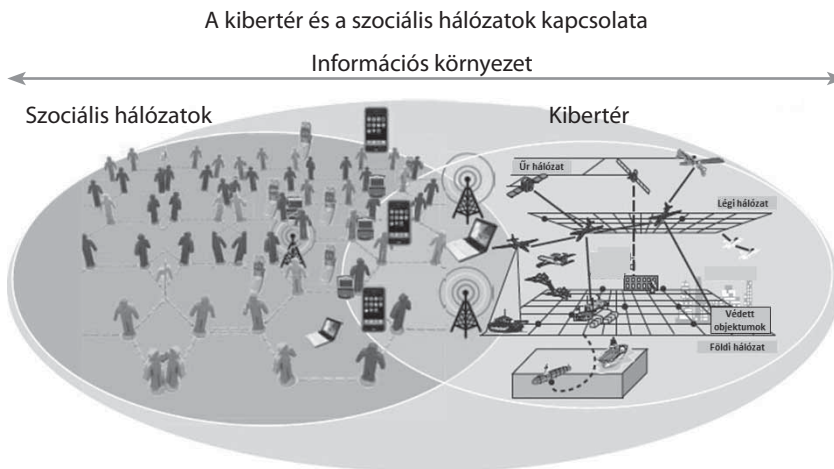 A kibertér és a szociális hálózatok kapcsolata
Információs környezet
Szociális hálózatok
Kibertér
Űr hálózat
Légi hálózat
Védett
objektumok
Földi hálózat